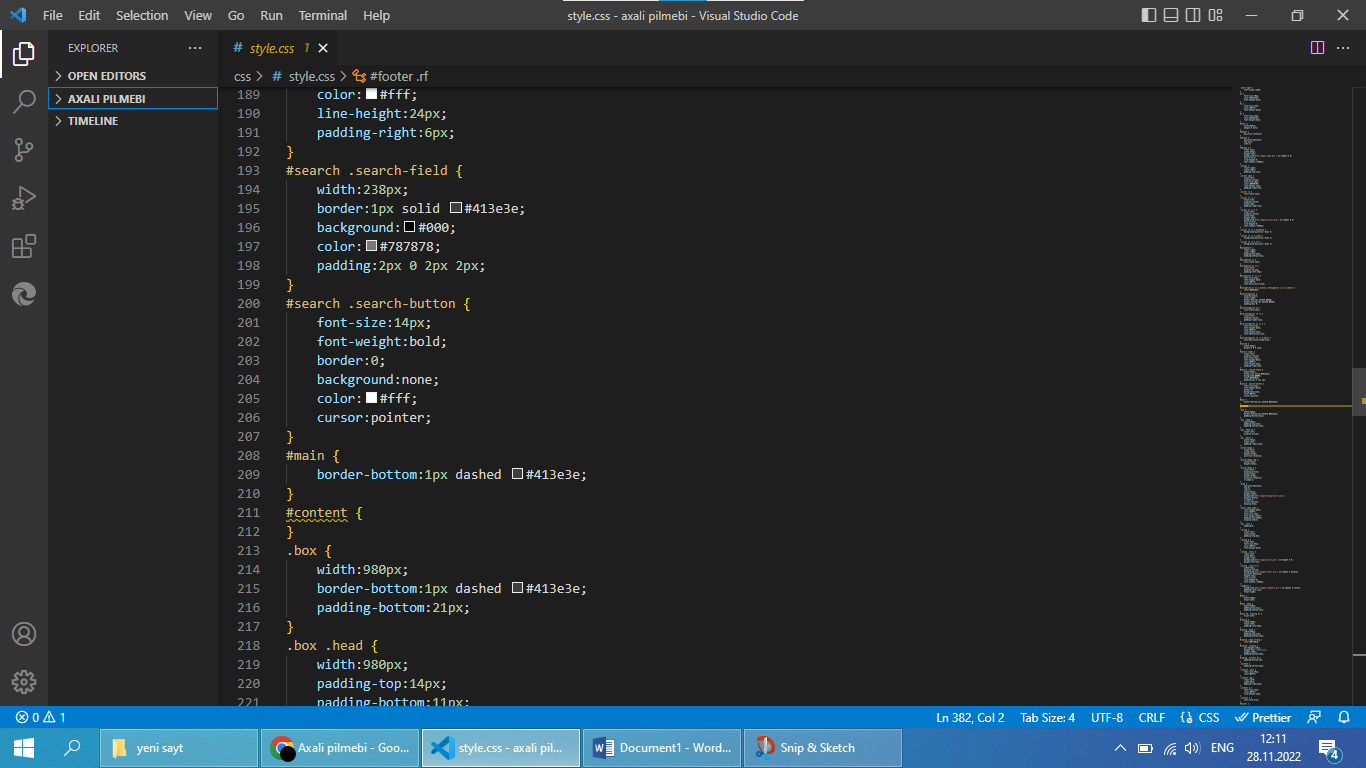 File Edit Selection View Go Run Terminal Help
style.css - axali pilmebi - Visual Studio Code
EXPLORER
OPEN EDITORS
AXALI PILMEBI
TIMELINE
# style.css 1
css > # style.css > #footer .rf
189 color: #fff;
190 line-height:24px;
191 padding-right:6px;
192 }
193 #search .search-field {
194 width:238px;
195 border:1px solid #413e3e;
196 background: #000;
197 color: #787878;
198 padding:2px 0 2px 2px;
199 }
200 #search .search-button {
201 font-size:14px;
202 font-weight:bold;
203 border:0;
204 background:none;
205 color: #fff;
206 cursor:pointer;
207 }
208 #main {
209 border-bottom:1px dashed #413e3e;
210 }
211 #content {
212 }
213 .box {
214 width:980px;
215 border-bottom:1px dashed #413e3e;
216 padding-bottom:21px;
217 }
218 .box .head {
219 width:980px;
220 padding-top:14px;
221 padding-bottom:11px;
0 1
Ln 382, Col 2 Tab Size: 4 UTF-8 CRLF {} CSS Prettier
yeni sayt
Axali pilmebi - Goo...
style.css - axali pil...
Document1 - Word...
Snip & Sketch
ENG
12:11
28.11.2022
4